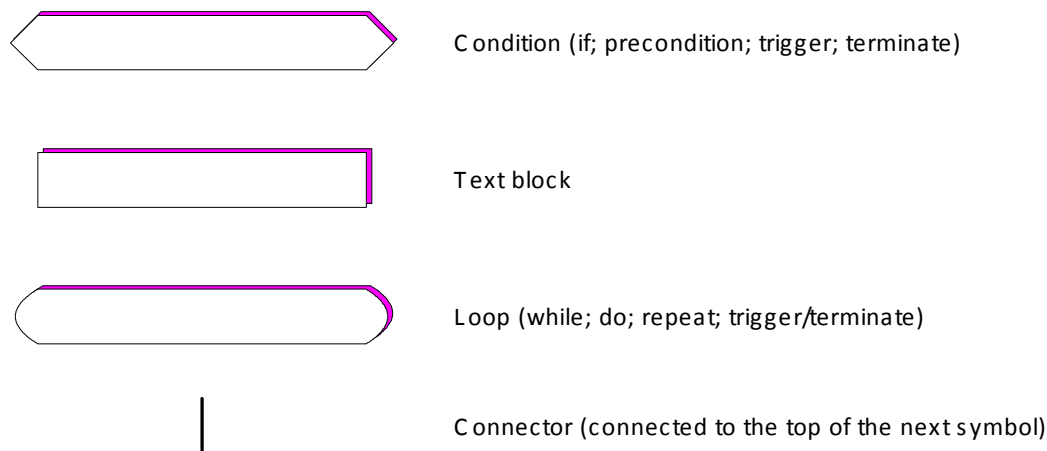 Condition (if; precondition; trigger; terminate)
Text block
Loop (while; do; repeat; trigger/terminate)
Connector (connected to the top of the next symbol)